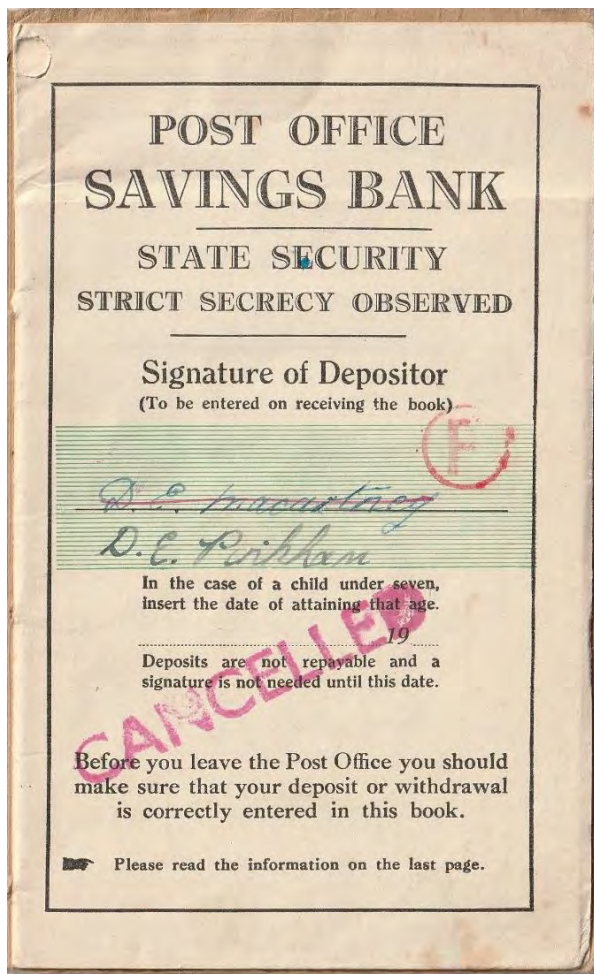 POST OFFICE
SAVINGS BANK
STATE SECURITY
STRICT SECRECY OBSERVED
Signature of Depositor
(To be entered on receiving the book)
F
D. E. Macartney
D. E.
In the case of a child under seven,
insert the date of attaining that age.
19
Deposits are not repayable and a
signature is not needed until this date.
CANCELLED
Before you leave the Post Office you should
make sure that your deposit or withdrawal
is correctly entered in this book.
Please read the information on the last page.